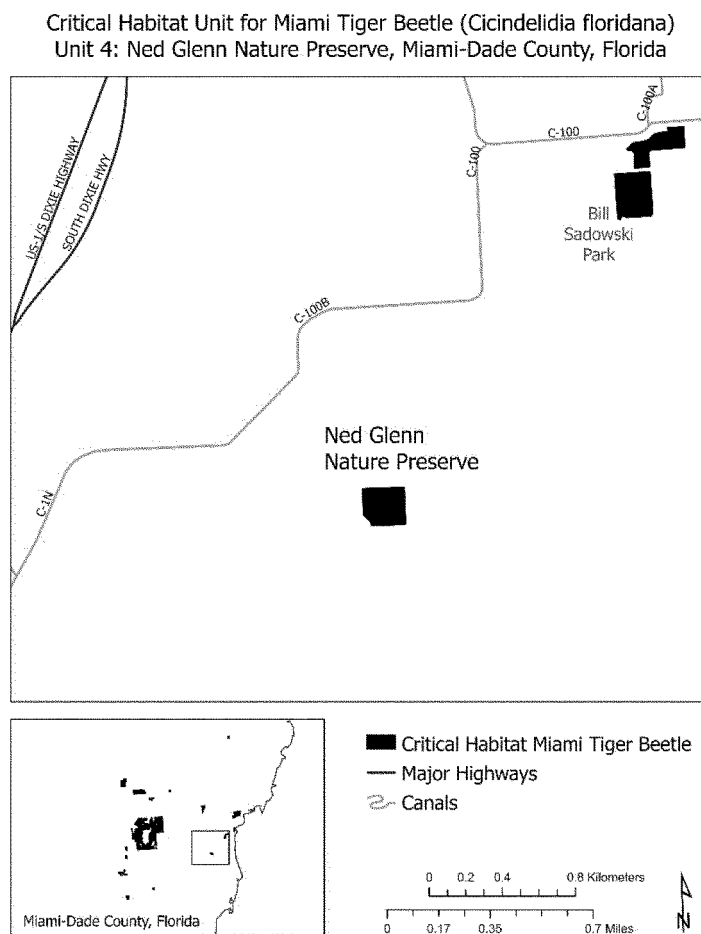 Critical Habitat Unit for Miami Tiger Beetle (Cicindelidia floridana)
Unit 4: Ned Glenn Nature Preserve, Miami-Dade County, Florida
US-1/S DIXIE HIGHWAY
SOUTH DIXIE HWY
C-100A
C-100
C-100
Bill
Sadowski
Park
C-100B
Ned Glenn
Nature Preserve
C-1N
Miami-Dade County, Florida
Critical Habitat Miami Tiger Beetle
Major Highways
Canals
0 0.2 0.4 0.8 Kilometers
0 0.17 0.35 0.7 Miles
N